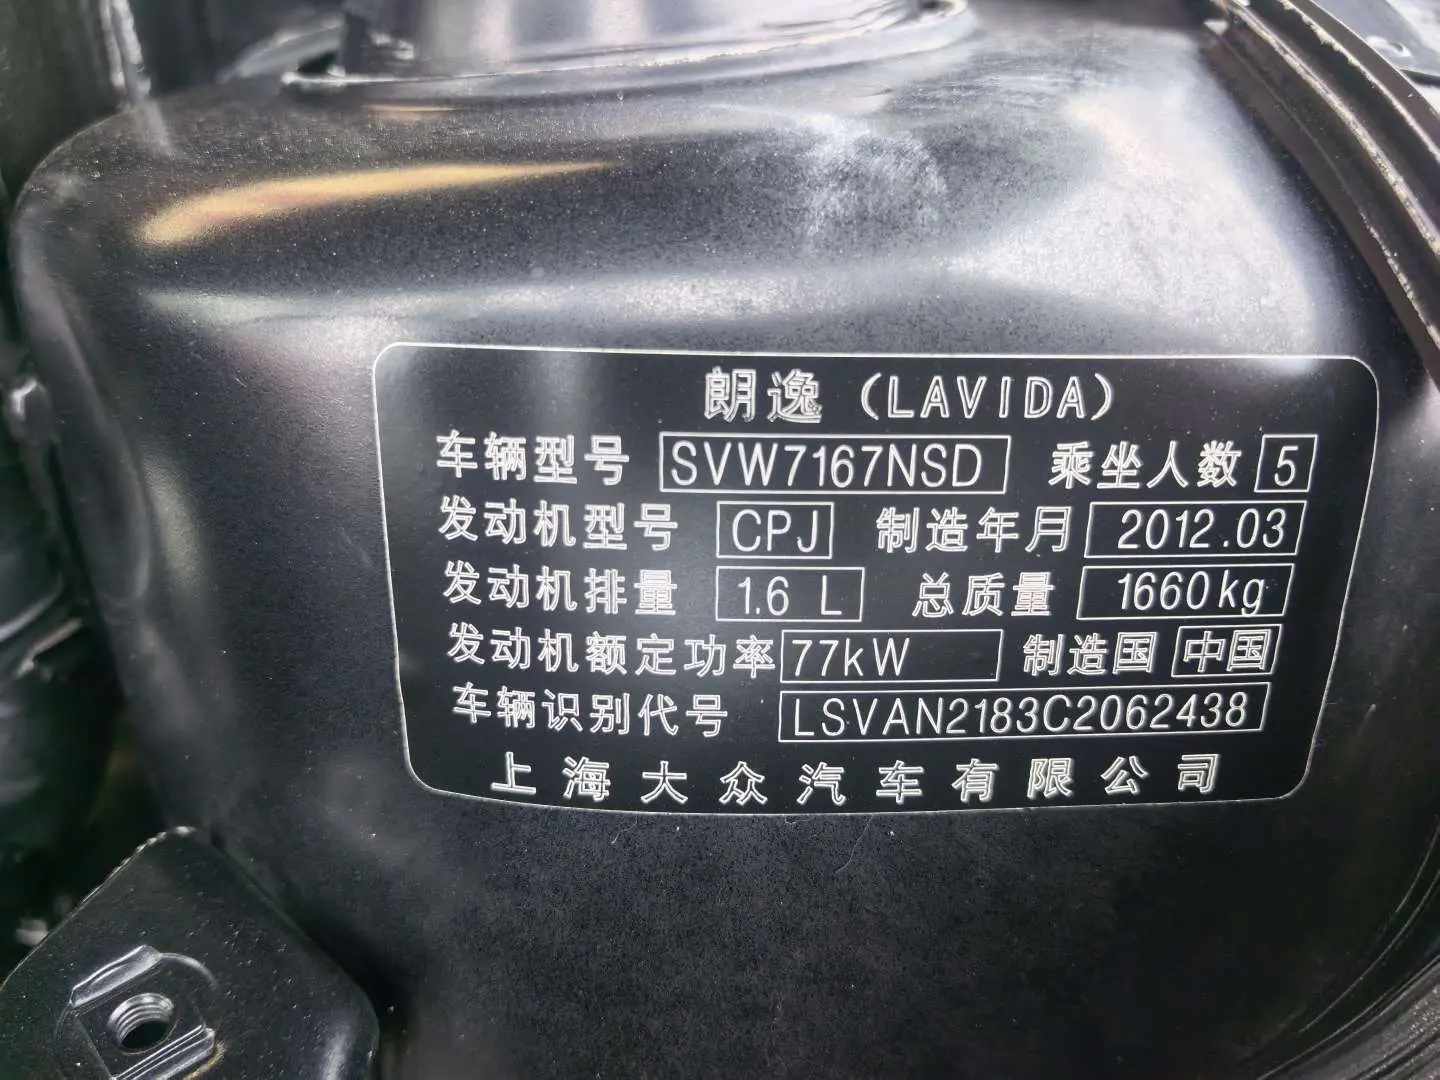 朗逸（LAVIDA）
车辆型号 SVW7167NSD 乘坐人数 5
发动机型号 CPJ 制造年月 2012.03
发动机排量 1.6 L 总质量 1660kg
发动机额定功率 77kW 制造国 中国
车辆识别代号 LSVAN2183C2062438
上海大众汽车有限公司